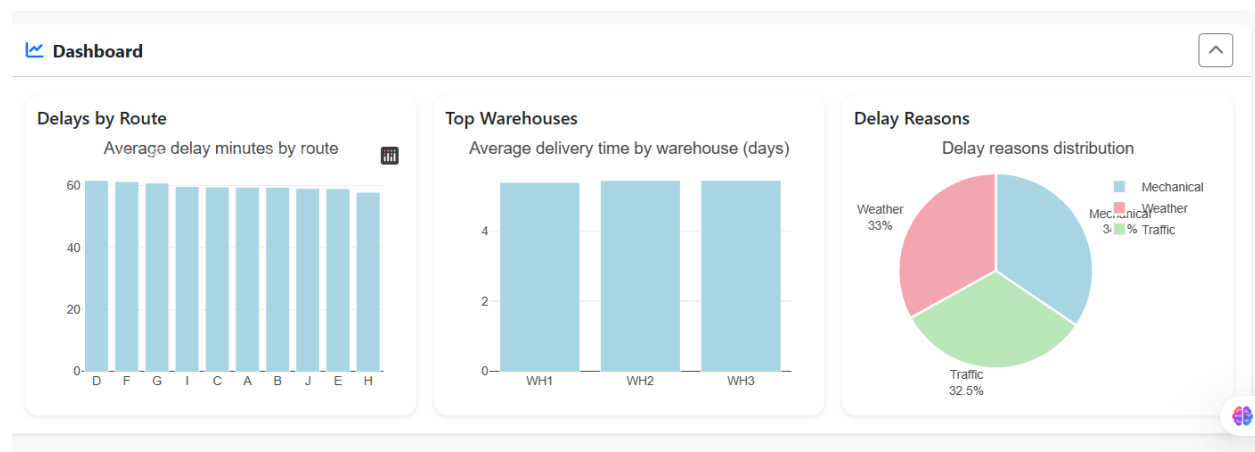 Dashboard
Delays by Route
Average delay minutes by route
60
40
20
0
D F G I C A B J E H
Top Warehouses
Average delivery time by warehouse (days)
4
2
0
WH1 WH2 WH3
Delay Reasons
Delay reasons distribution
Weather
33%
Mechanical
Traffic
32.5%
Mechanical
Weather
Traffic